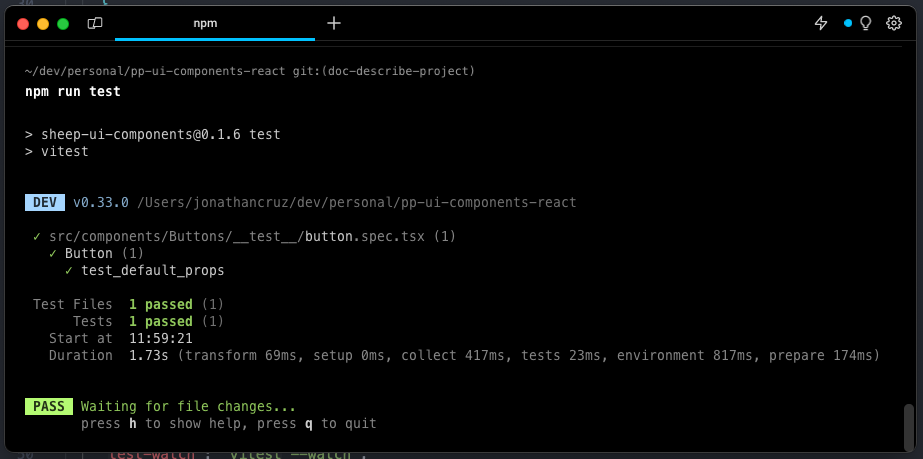 npm
~/dev/personal/pp-ui-components-react git:(doc-describe-project)
npm run test
> sheep-ui-components@0.1.6 test
> vitest
DEV v0.33.0 /Users/jonathancruz/dev/personal/pp-ui-components-react
✓ src/components/Buttons/__test__/button.spec.tsx (1)
✓ Button (1)
✓ test_default_props
Test Files 1 passed (1)
Tests 1 passed (1)
Start at 11:59:21
Duration 1.73s (transform 69ms, setup 0ms, collect 417ms, tests 23ms, environment 817ms, prepare 174ms)
PASS Waiting for file changes...
press h to show help, press q to quit
"test-watch": "vitest --watch",